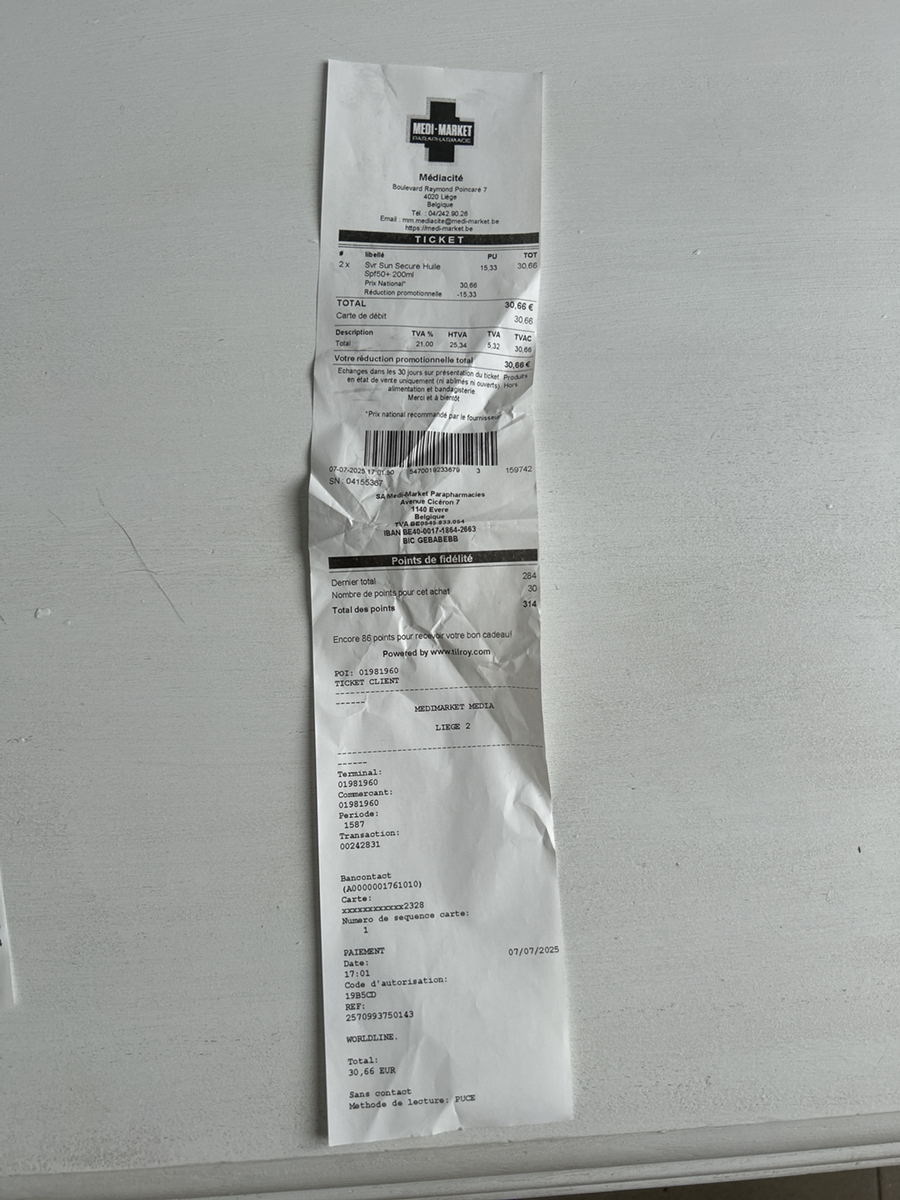 MEDI-MARKET
PARAPHARMACIE
Médiacité
Boulevard Raymond Poincaré 7
4020 Liège
Belgique
Tél. : 04/242.90.26
Email : mm.mediacite@medi-market.be
https://medi-market.be
TICKET
# libellé PU TOT
2 x Svr Sun Secure Huile 15,33 30,66
Spf50+ 200ml
Prix National* 30,66
Réduction promotionnelle -15,33
TOTAL 30,66 €
Carte de débit 30,66
Description TVA % HTVA TVA TVAC
Total 21,00 25,34 5,32 30,66
Votre réduction promotionnelle total 30,66 €
Echanges dans les 30 jours sur présentation du ticket. Produits
en état de vente uniquement (ni abîmés ni ouverts). Hors
alimentation et bandagisterie
Merci et à bientôt
*Prix national recommandé par le fournisseur
07-07-2025 17:01:50 5470019233679 3 159742
SN : 04155367
SA Medi-Market Parapharmacies
Avenue Cicéron 7
1140 Evere
Belgique
TVA BE0545.833.054
IBAN BE40-0017-1864-2663
BIC GEBABEBB
Points de fidélité
Dernier total 284
Nombre de points pour cet achat 30
Total des points 314
Encore 86 points pour recevoir votre bon cadeau!
Powered by www.tilroy.com
POI: 01981960
TICKET CLIENT
--------------------------------
------
MEDIMARKET MEDIA
LIEGE 2
--------------------------------
------
Terminal:
01981960
Commercant:
01981960
Periode:
1587
Transaction:
00242831
Bancontact
(A0000001761010)
Carte:
xxxxxxxxxxxx2328
Numero de sequence carte:
1
PAIEMENT 07/07/2025
Date:
17:01
Code d'autorisation:
19B5CD
REF:
2570993750143
WORLDLINE.
Total:
30,66 EUR
Sans contact
Methode de lecture: PUCE